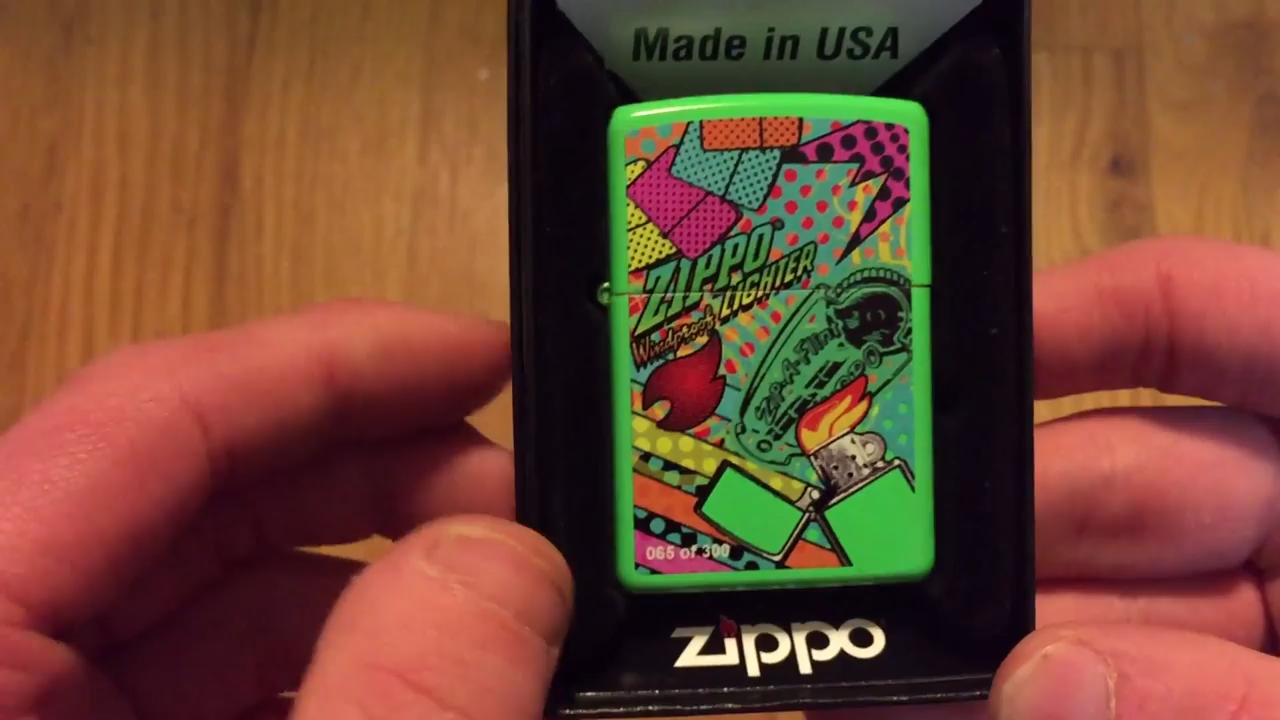 Made in USA
ZIPPO
LIGHTER
Windproof
Zip-A-Flint
065 of 300
zippo